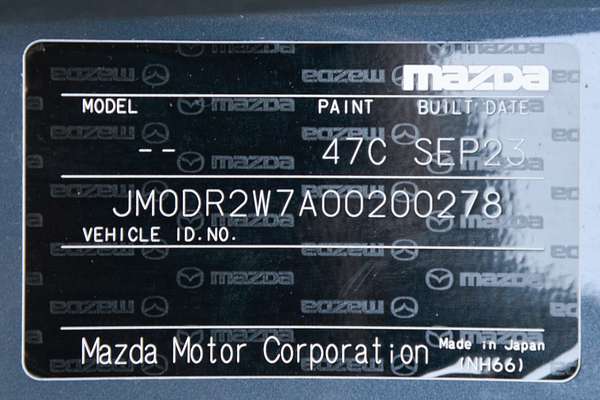 mazda
MODEL PAINT BUILT DATE
-- 47C SEP23
JM0DR2W7A00200278
VEHICLE ID.NO.
Mazda Motor Corporation Made in Japan
(NH66)